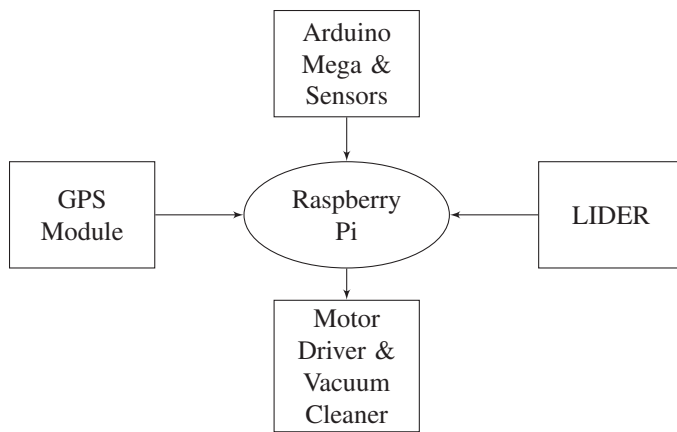 Arduino
Mega &
Sensors
GPS
Module
Raspberry
Pi
LIDER
Motor
Driver &
Vacuum
Cleaner